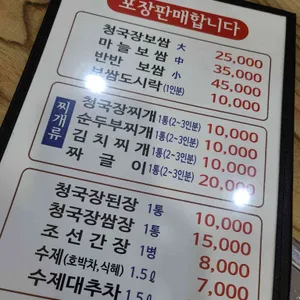 포장판매합니다
청국장보쌈 大 25,000
마늘보쌈 中 35,000
반반 보쌈 小 45,000
보쌈도시락(1인분) 10,000
찌개류
청국장찌개 1통(2~3인분) 10,000
순두부찌개 1통(2~3인분) 10,000
김치찌개 1통(2~3인분) 10,000
짜글이 1통(2~3인분) 20,000
청국장된장 1통 10,000
청국장쌈장 1통 15,000
조선간장 1병 8,000
수제(호박차,식혜) 1.5ℓ 7,000
수제대추차 1.5ℓ